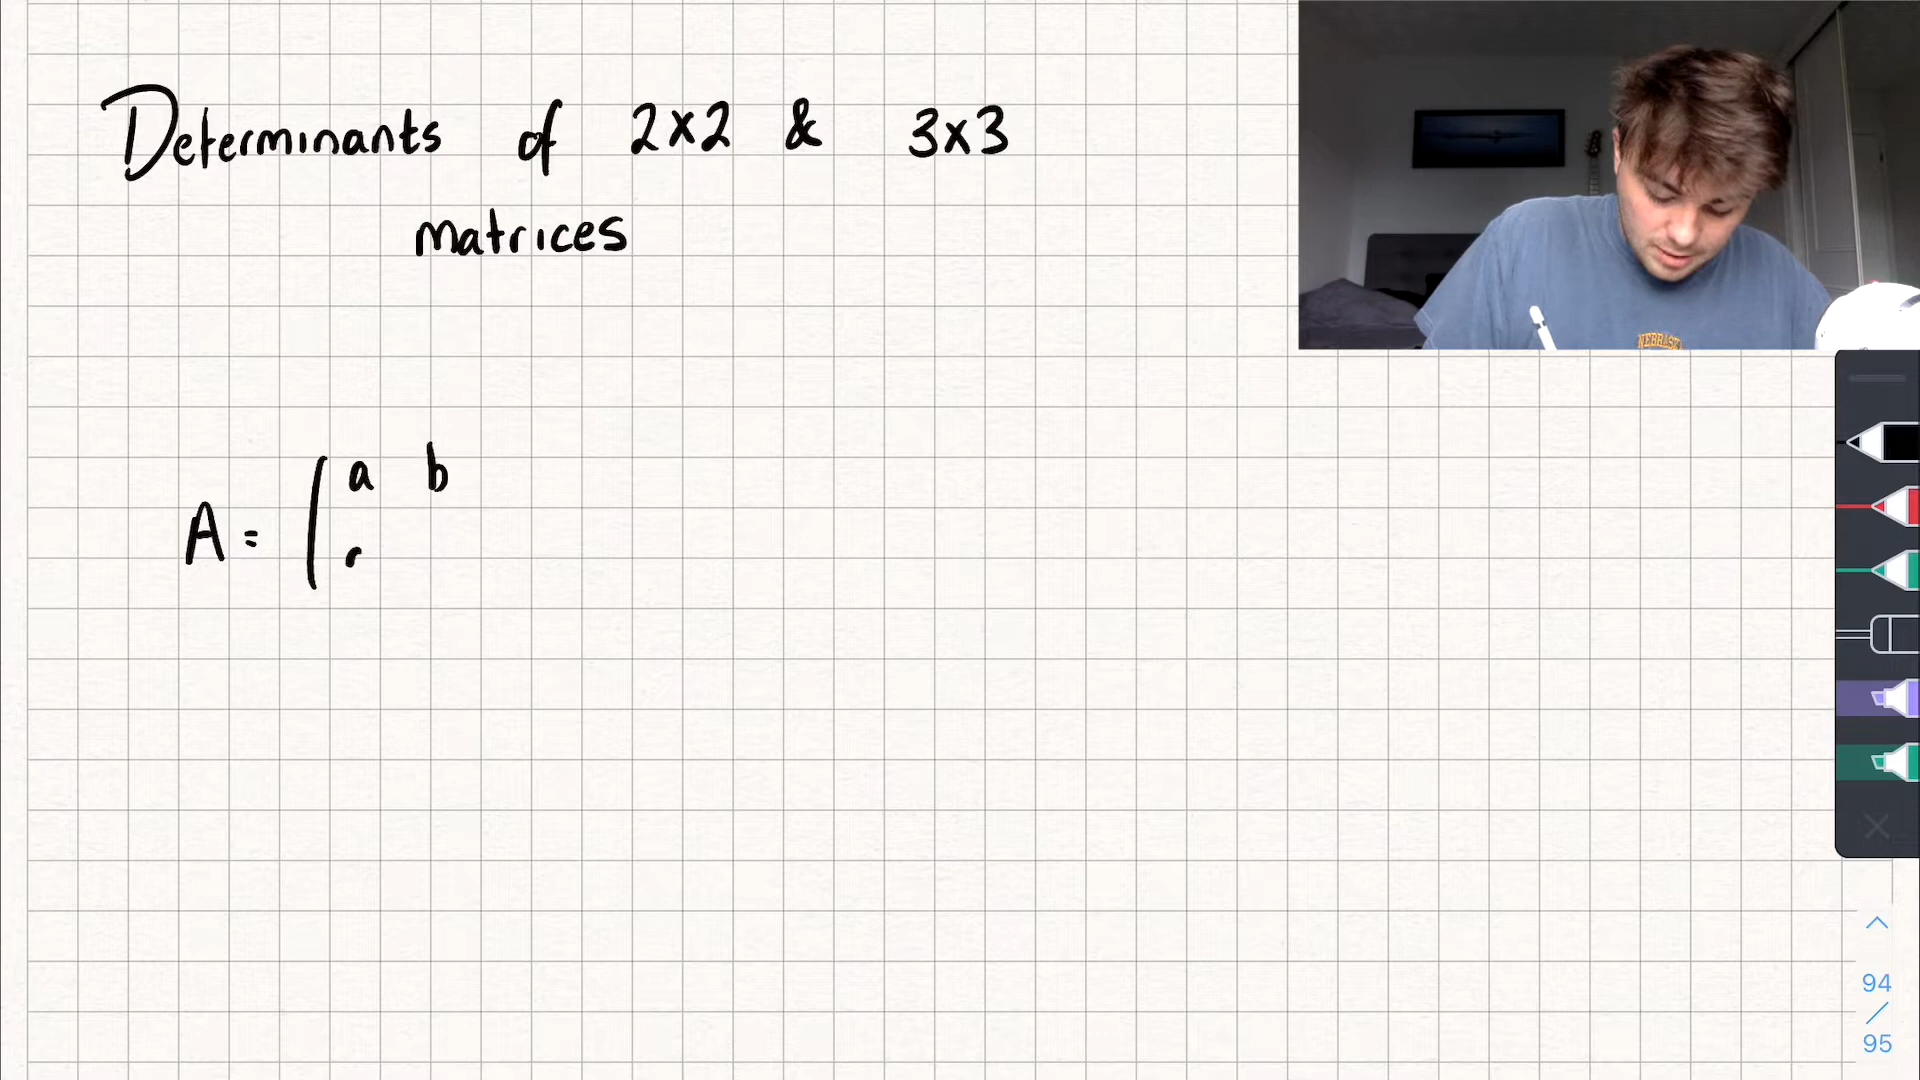 Determinants of 2x2 & 3x3
matrices
a b
A = (
94
/
95